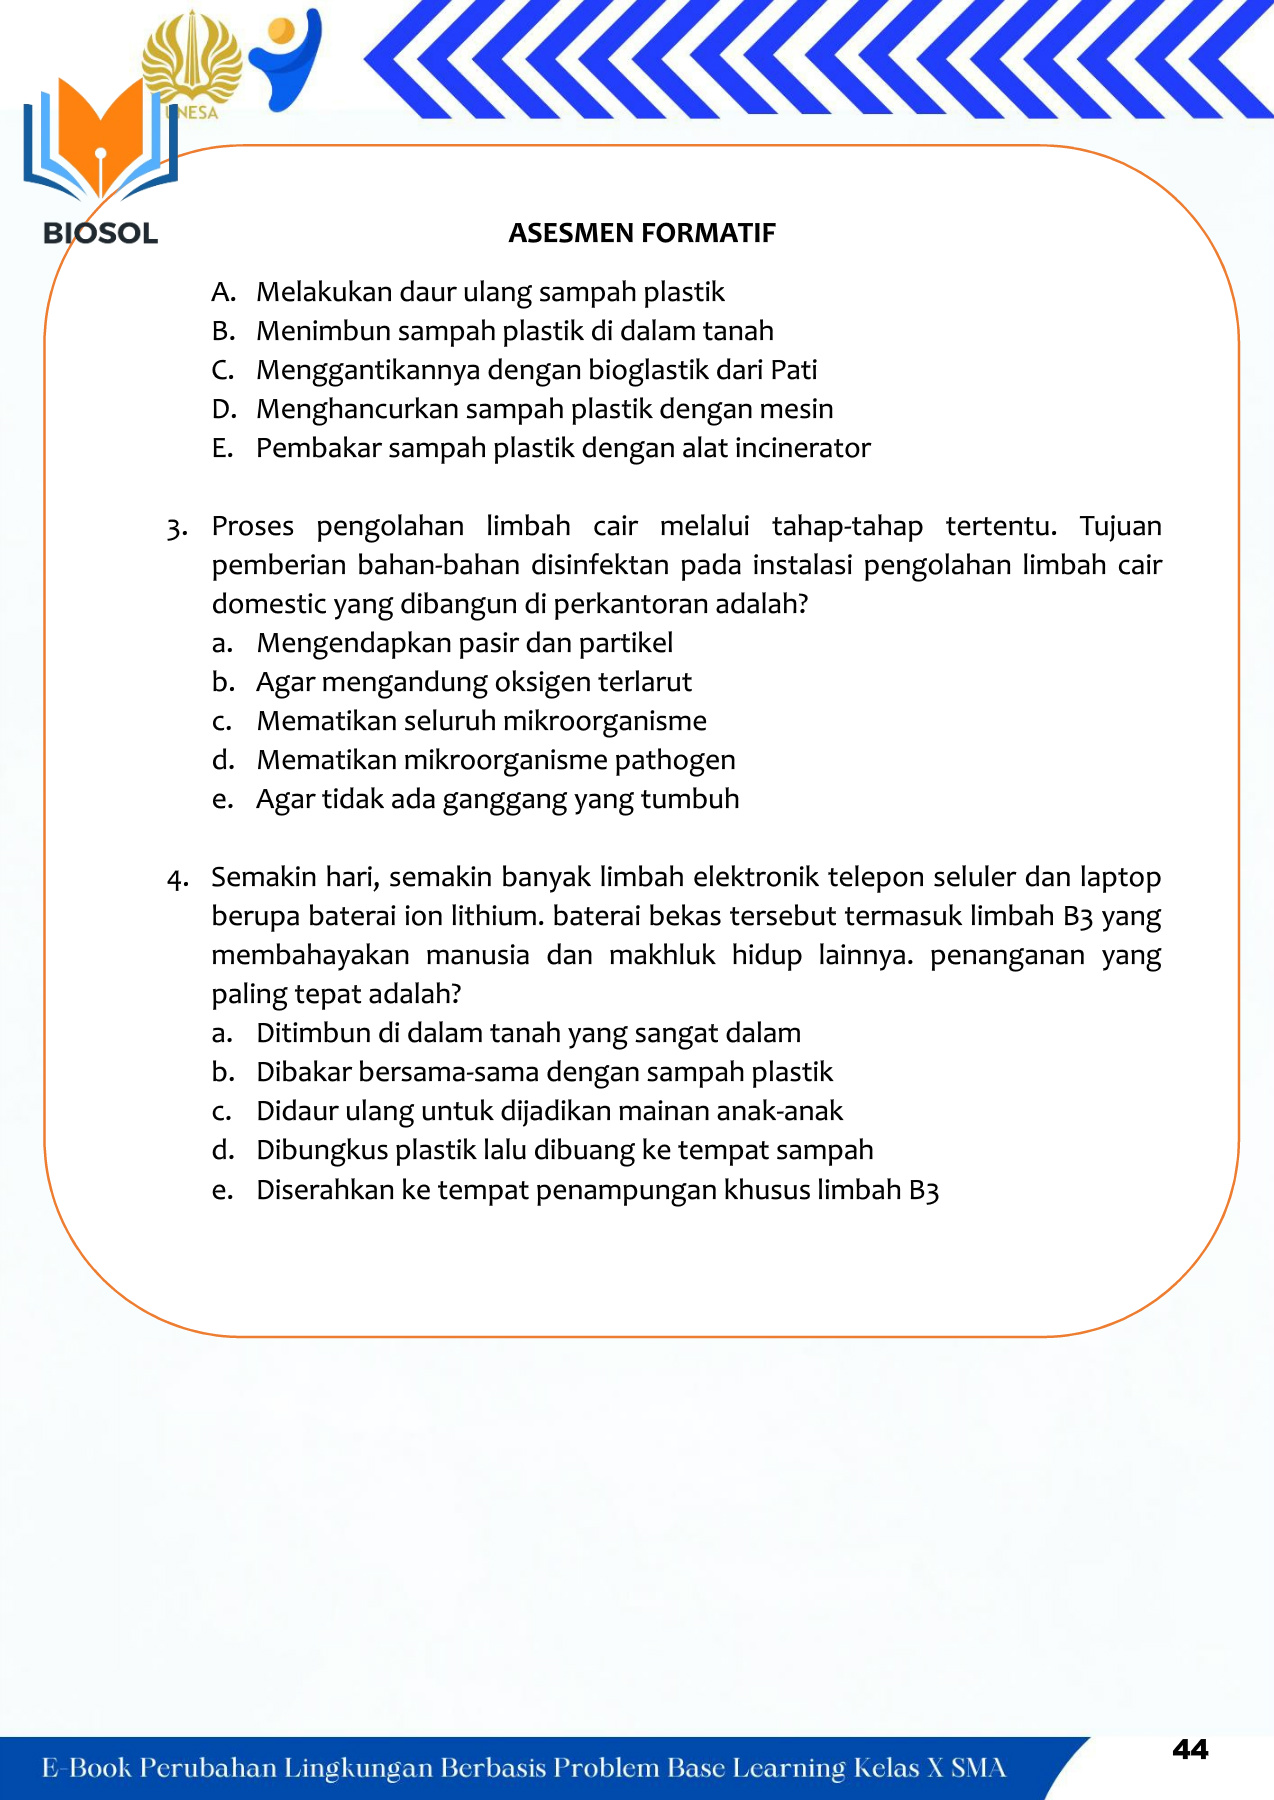 UNESA
BIOSOL
ASESMEN FORMATIF
A. Melakukan daur ulang sampah plastik
B. Menimbun sampah plastik di dalam tanah
C. Menggantikannya dengan bioglastik dari Pati
D. Menghancurkan sampah plastik dengan mesin
E. Pembakar sampah plastik dengan alat incinerator
3. Proses pengolahan limbah cair melalui tahap-tahap tertentu. Tujuan
pemberian bahan-bahan disinfektan pada instalasi pengolahan limbah cair
domestic yang dibangun di perkantoran adalah?
a. Mengendapkan pasir dan partikel
b. Agar mengandung oksigen terlarut
c. Mematikan seluruh mikroorganisme
d. Mematikan mikroorganisme pathogen
e. Agar tidak ada ganggang yang tumbuh
4. Semakin hari, semakin banyak limbah elektronik telepon seluler dan laptop
berupa baterai ion lithium. baterai bekas tersebut termasuk limbah B3 yang
membahayakan manusia dan makhluk hidup lainnya. penanganan yang
paling tepat adalah?
a. Ditimbun di dalam tanah yang sangat dalam
b. Dibakar bersama-sama dengan sampah plastik
c. Didaur ulang untuk dijadikan mainan anak-anak
d. Dibungkus plastik lalu dibuang ke tempat sampah
e. Diserahkan ke tempat penampungan khusus limbah B3
44
E-Book Perubahan Lingkungan Berbasis Problem Base Learning Kelas X SMA